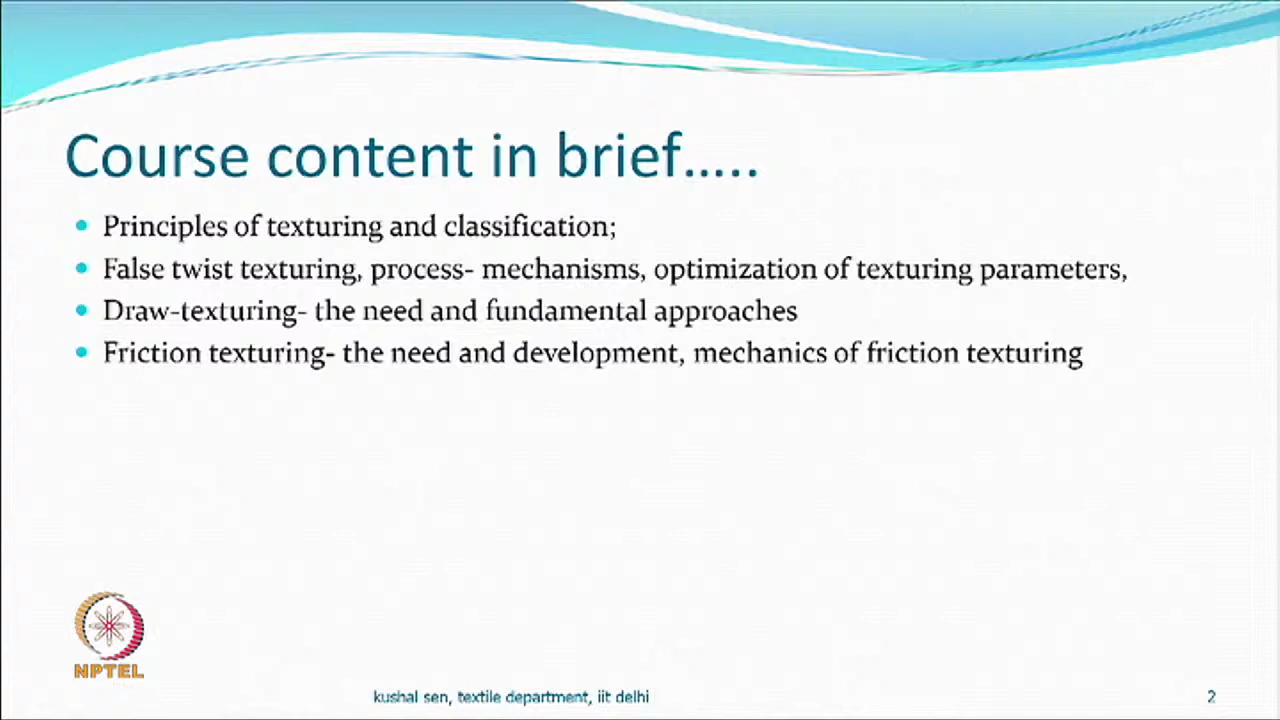 Course content in brief.....
Principles of texturing and classification;
False twist texturing, process- mechanisms, optimization of texturing parameters,
Draw-texturing- the need and fundamental approaches
Friction texturing- the need and development, mechanics of friction texturing
NPTEL
kushal sen, textile department, iit delhi
2